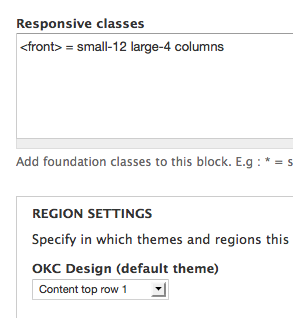 Responsive classes
<front> = small-12 large-4 columns
Add foundation classes to this block. E.g : * = s
REGION SETTINGS
Specify in which themes and regions this
OKC Design (default theme)
Content top row 1